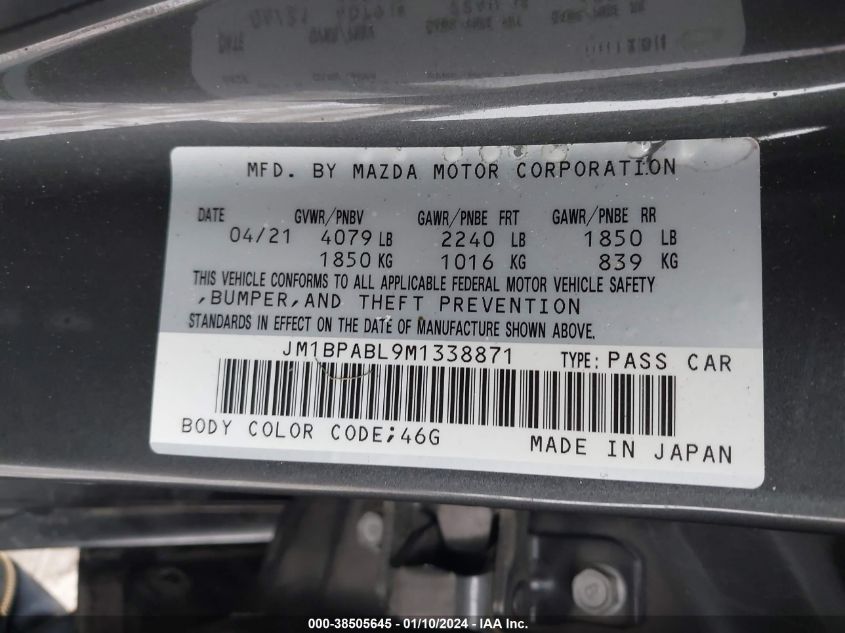 MFD. BY MAZDA MOTOR CORPORATION
DATE GVWR/PNBV GAWR/PNBE FRT GAWR/PNBE RR
04/21 4079 LB 2240 LB 1850 LB
1850 KG 1016 KG 839 KG
THIS VEHICLE CONFORMS TO ALL APPLICABLE FEDERAL MOTOR VEHICLE SAFETY
,BUMPER,AND THEFT PREVENTION
STANDARDS IN EFFECT ON THE DATE OF MANUFACTURE SHOWN ABOVE.
JM1BPABL9M1338871 TYPE: PASS CAR
BODY COLOR CODE;46G MADE IN JAPAN
000-38505645 - 01/10/2024 - IAA Inc.